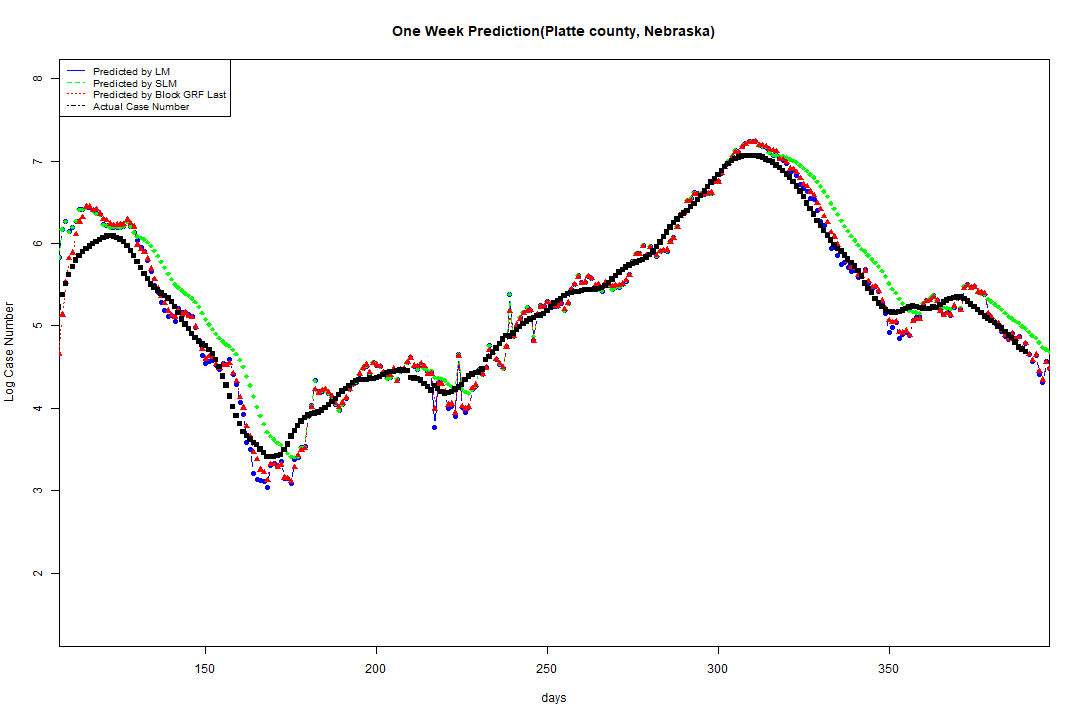 One Week Prediction(Platte county, Nebraska)
Predicted by LM
Predicted by SLM
Predicted by Block GRF Last
Actual Case Number
8
7
6
5
4
3
2
Log Case Number
150 200 250 300 350
days